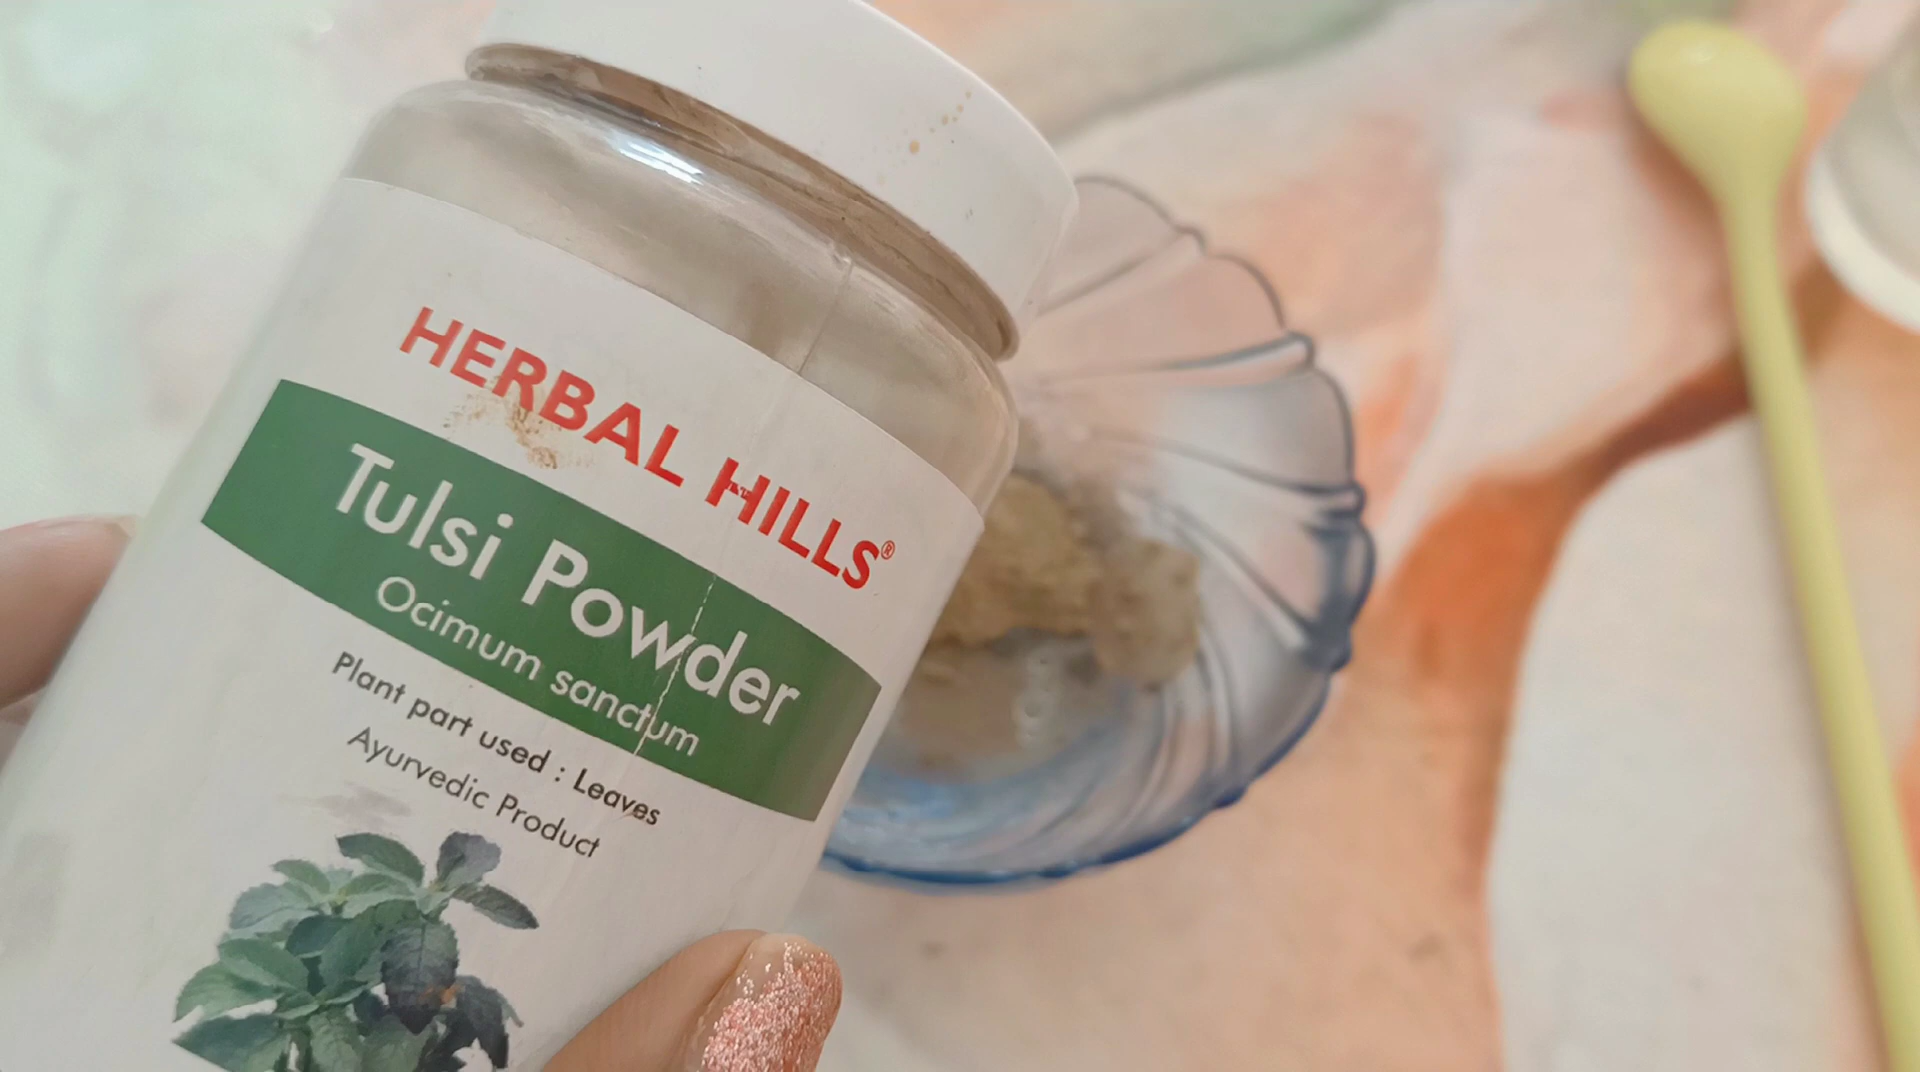 HERBAL HILLS®
Tulsi Powder
Ocimum sanctum
Plant part used : Leaves
Ayurvedic Product